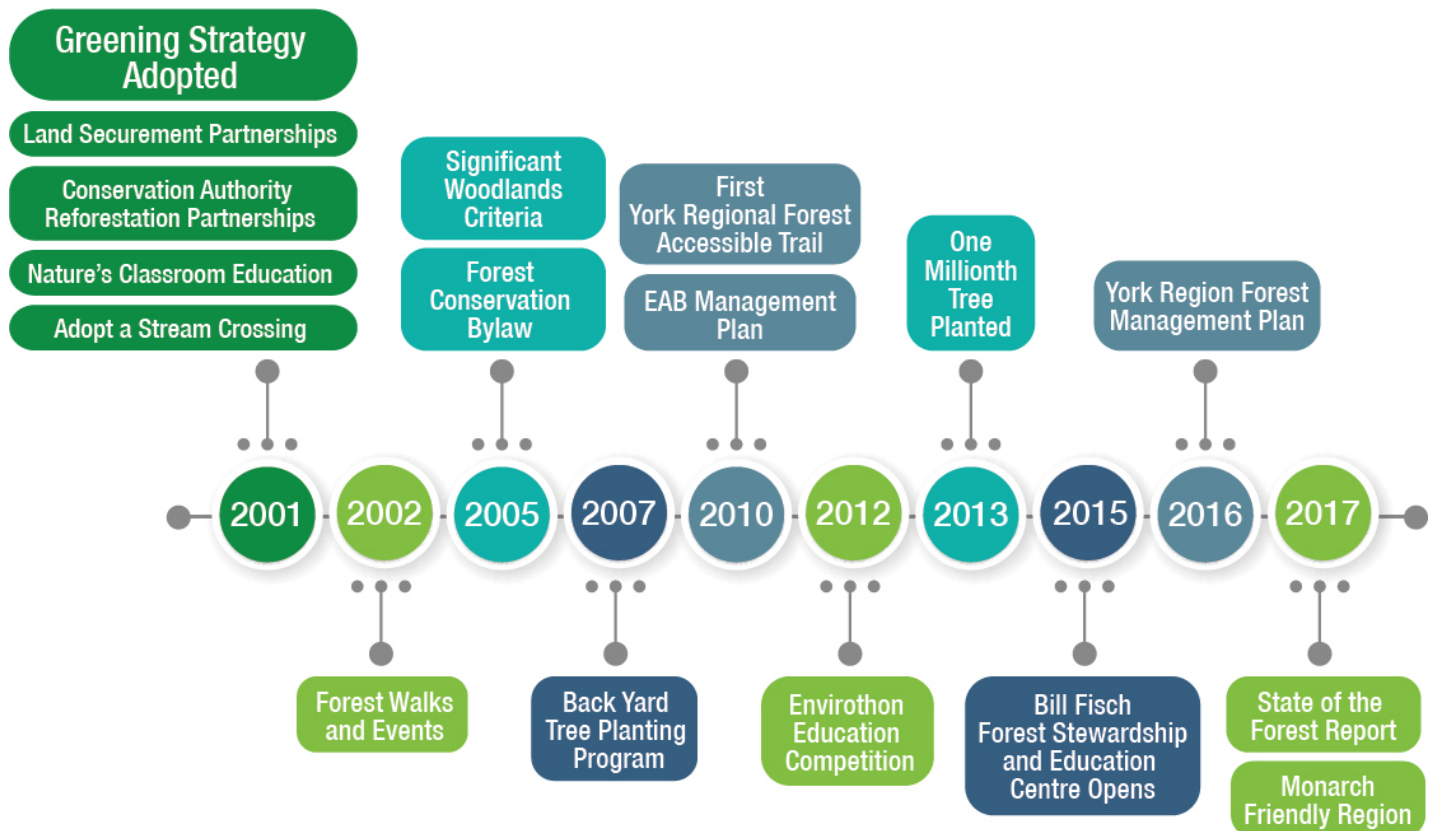 Greening Strategy
Adopted
Land Securement Partnerships
Conservation Authority
Reforestation Partnerships
Nature's Classroom Education
Adopt a Stream Crossing
Significant
Woodlands
Criteria
Forest
Conservation
Bylaw
First
York Regional Forest
Accessible Trail
EAB Management
Plan
One
Millionth
Tree
Planted
York Region Forest
Management Plan
2001
2002
2005
2007
2010
2012
2013
2015
2016
2017
Forest Walks
and Events
Back Yard
Tree Planting
Program
Envirothon
Education
Competition
Bill Fisch
Forest Stewardship
and Education
Centre Opens
State of the
Forest Report
Monarch
Friendly Region